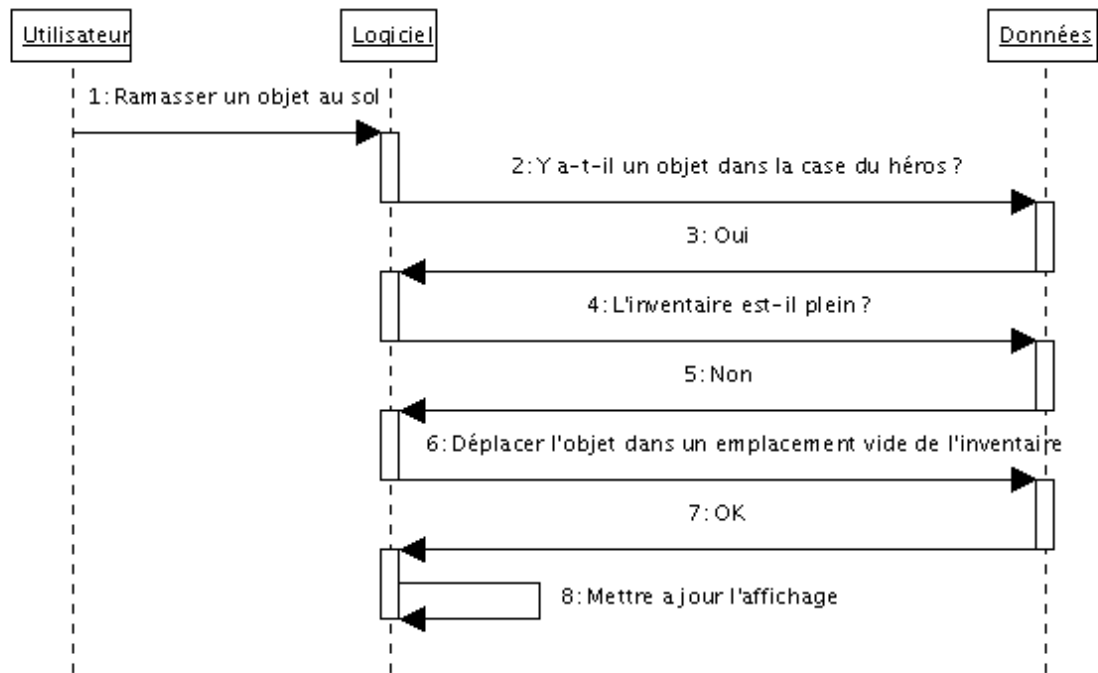 Utilisateur
Logiciel
Données
1: Ramasser un objet au sol
2: Y a-t-il un objet dans la case du héros ?
3: Oui
4: L'inventaire est-il plein ?
5: Non
6: Déplacer l'objet dans un emplacement vide de l'inventaire
7: OK
8: Mettre a jour l'affichage